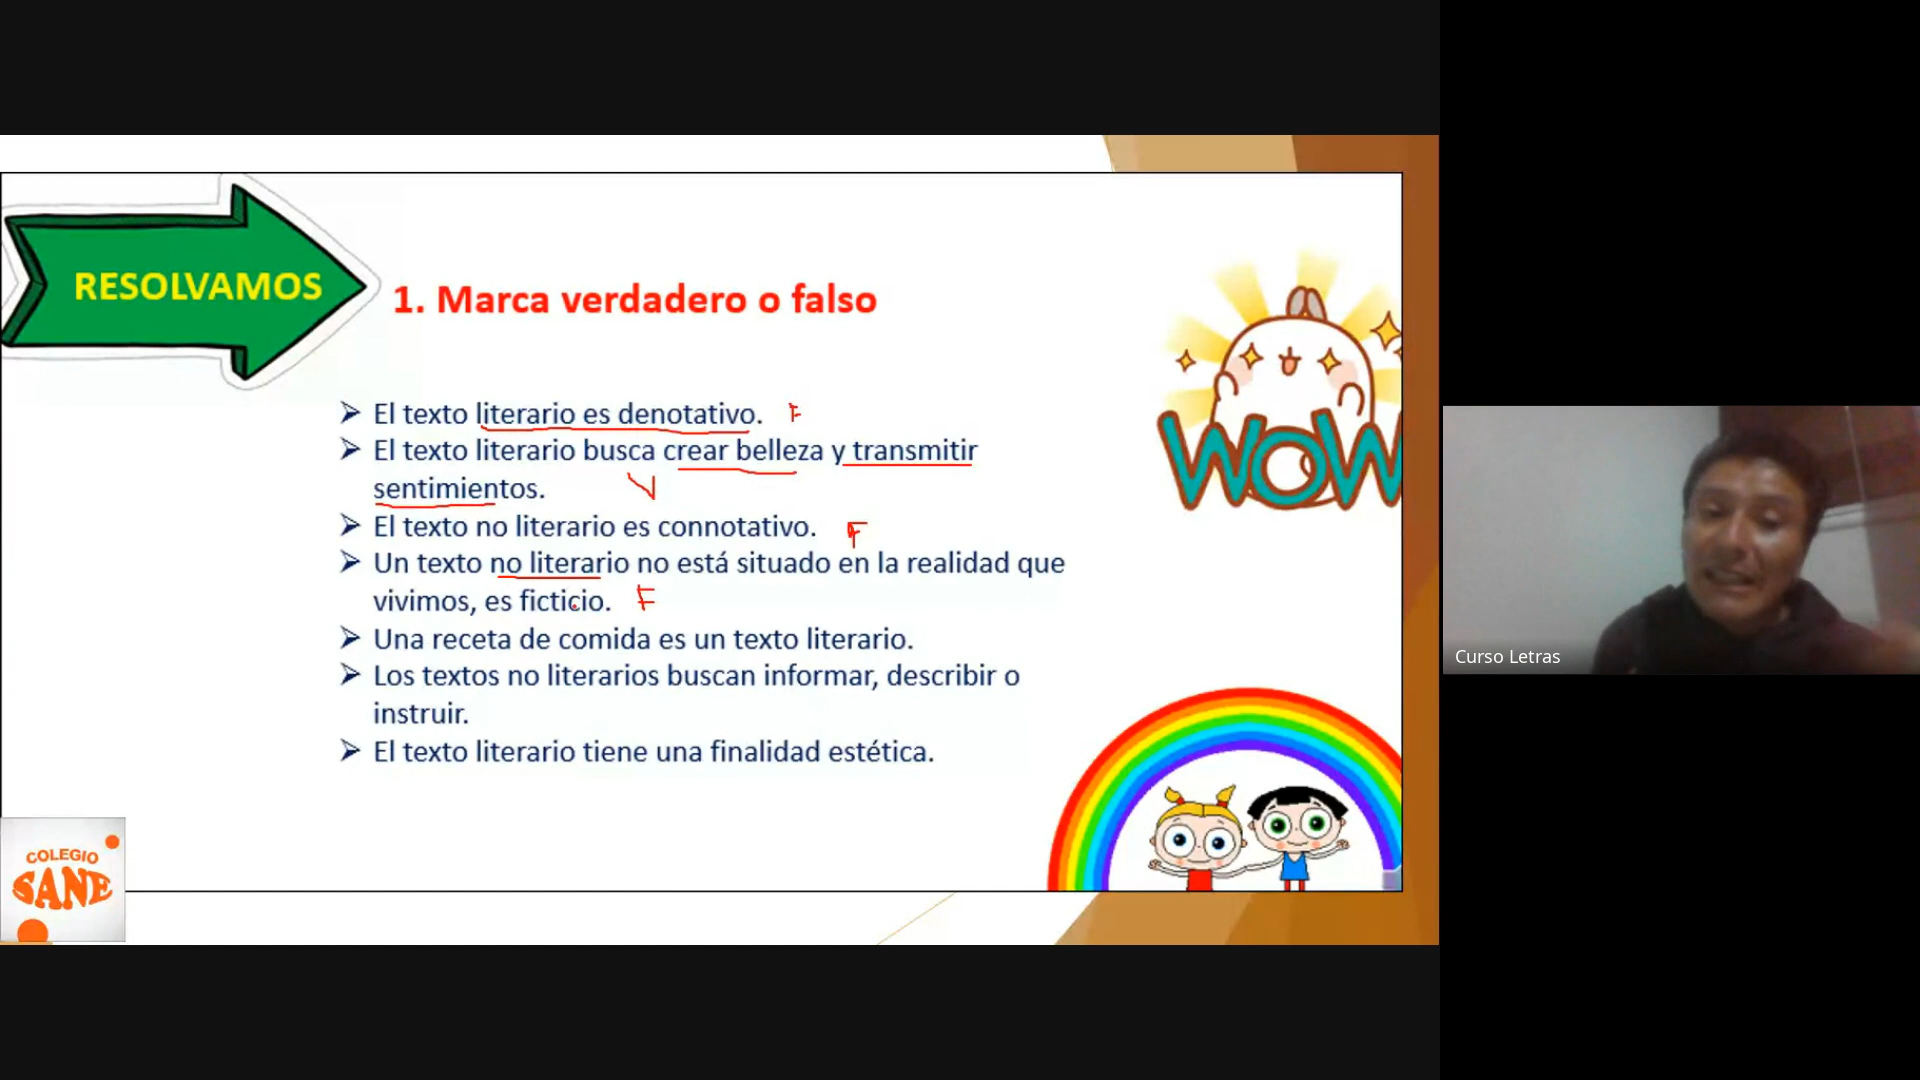 RESOLVAMOS
1. Marca verdadero o falso
WOW
➢ El texto literario es denotativo. F
➢ El texto literario busca crear belleza y transmitir
sentimientos. V
➢ El texto no literario es connotativo. F
➢ Un texto no literario no está situado en la realidad que
vivimos, es ficticio. F
➢ Una receta de comida es un texto literario.
➢ Los textos no literarios buscan informar, describir o
instruir.
➢ El texto literario tiene una finalidad estética.
COLEGIO
SANE
Curso Letras